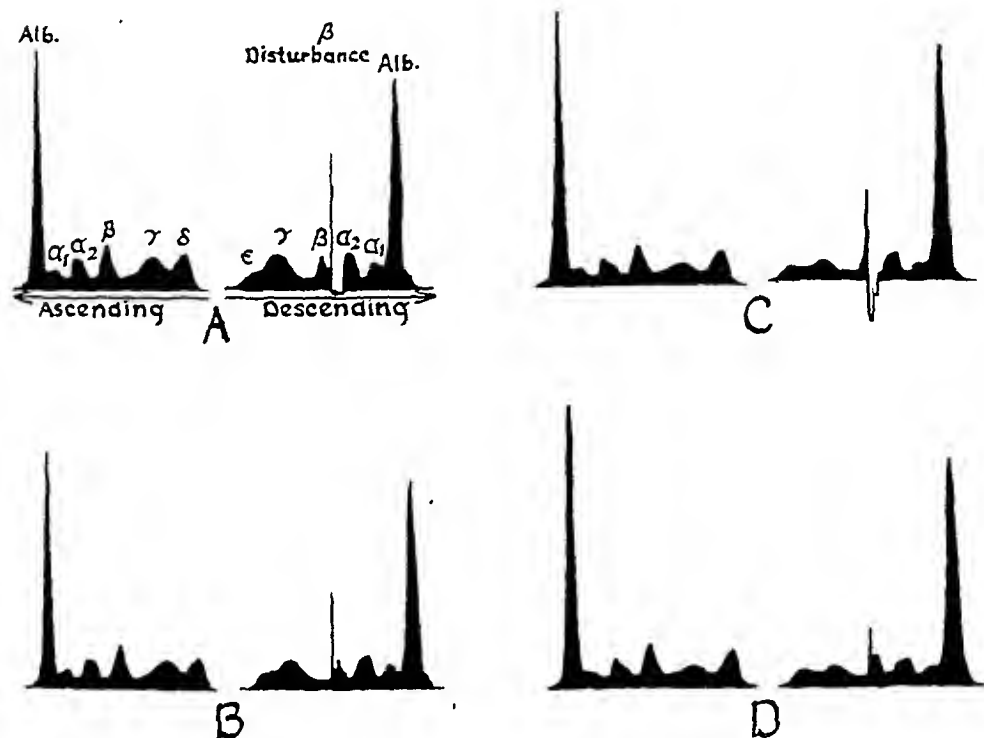 Alb.
α₁ α₂ β γ δ
Ascending
β
Disturbance
Alb.
ϵ γ β α₂ α₁
Descending
A
C
B
D